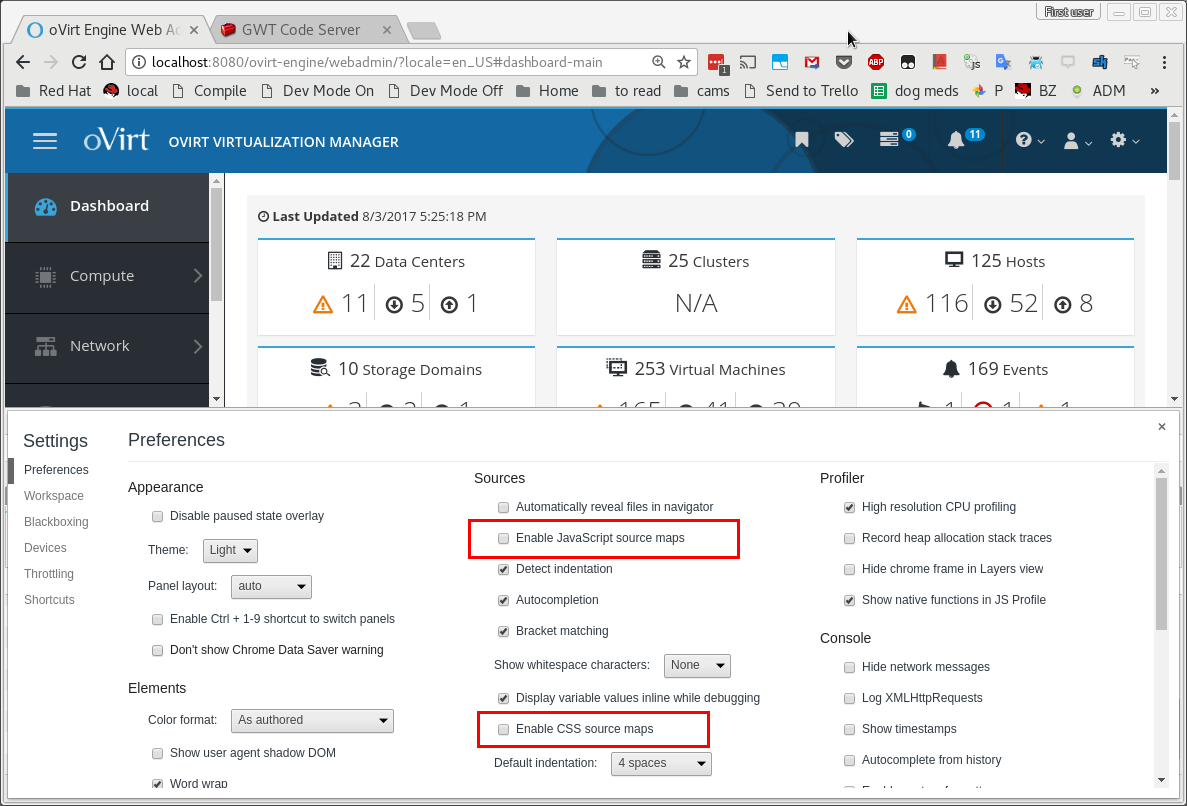 First user
oVirt Engine Web Ac
GWT Code Server
localhost:8080/ovirt-engine/webadmin/?locale=en_US#dashboard-main
1
ABP
Red Hat local Compile Dev Mode On Dev Mode Off Home to read cams Send to Trello dog meds P BZ ADM »
oVirt OVIRT VIRTUALIZATION MANAGER 0 11
Dashboard
Compute
Network
Last Updated 8/3/2017 5:25:18 PM
22 Data Centers
11 5 1
25 Clusters
N/A
125 Hosts
116 52 8
10 Storage Domains
253 Virtual Machines
169 Events
Settings
Preferences
Workspace
Blackboxing
Devices
Throttling
Shortcuts
Preferences
Appearance
Disable paused state overlay
Theme: Light
Panel layout: auto
Enable Ctrl + 1-9 shortcut to switch panels
Don't show Chrome Data Saver warning
Elements
Color format: As authored
Show user agent shadow DOM
Word wrap
Sources
Automatically reveal files in navigator
Enable JavaScript source maps
Detect indentation
Autocompletion
Bracket matching
Show whitespace characters: None
Display variable values inline while debugging
Enable CSS source maps
Default indentation: 4 spaces
Profiler
High resolution CPU profiling
Record heap allocation stack traces
Hide chrome frame in Layers view
Show native functions in JS Profile
Console
Hide network messages
Log XMLHttpRequests
Show timestamps
Autocomplete from history